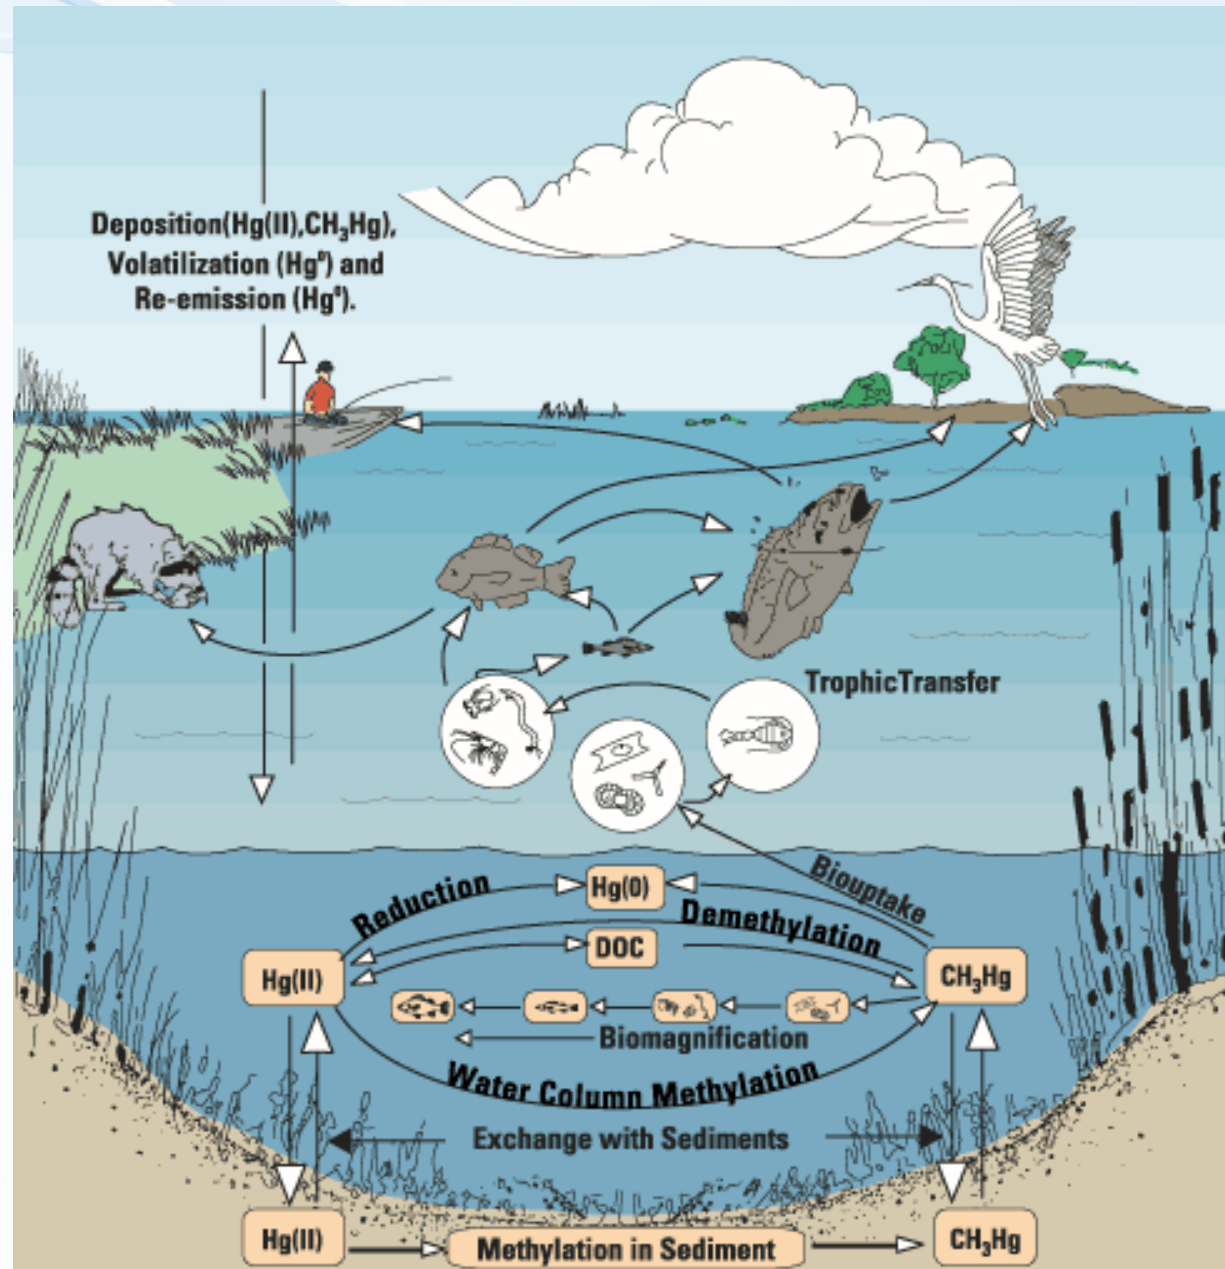 Deposition(Hg(II),CH₃Hg),
Volatilization (Hg⁰) and
Re-emission (Hg⁰).
TrophicTransfer
Biouptake
Reduction
Hg(0)
Demethylation
DOC
Hg(II)
CH₃Hg
Biomagnification
Water Column Methylation
Exchange with Sediments
Hg(II)
Methylation in Sediment
CH₃Hg